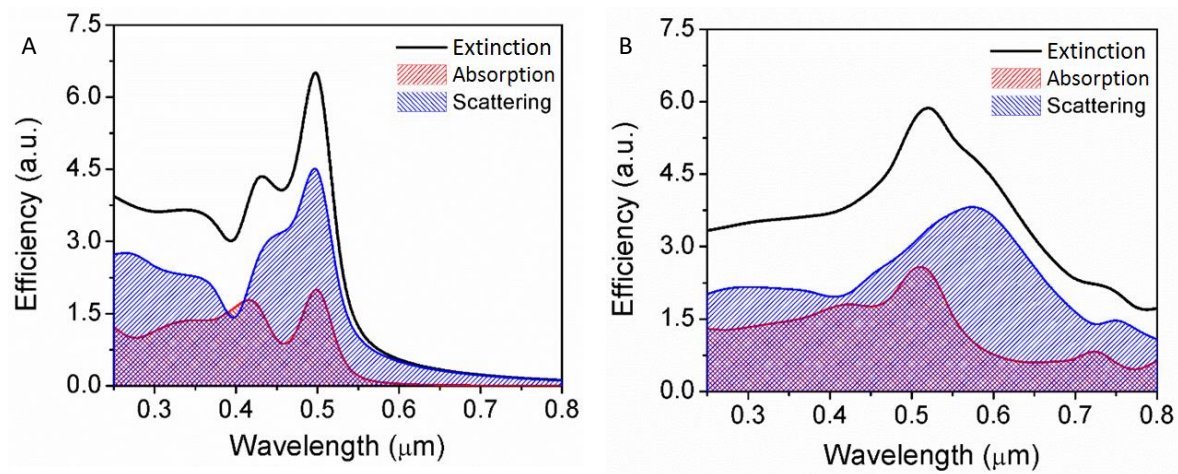 A
7.5
6.0
4.5
3.0
1.5
0.0
Efficiency (a.u.)
Extinction
Absorption
Scattering
0.3 0.4 0.5 0.6 0.7 0.8
Wavelength (μm)
B
7.5
6.0
4.5
3.0
1.5
0.0
Efficiency (a.u.)
Extinction
Absorption
Scattering
0.3 0.4 0.5 0.6 0.7 0.8
Wavelength (μm)